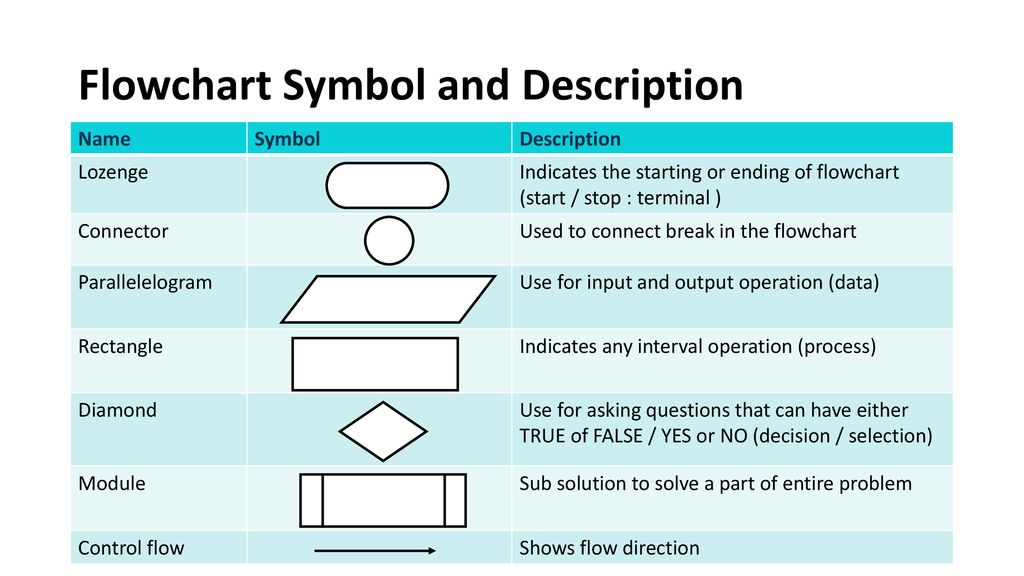 Flowchart Symbol and Description
Name Symbol Description
Lozenge Indicates the starting or ending of flowchart
(start / stop : terminal )
Connector Used to connect break in the flowchart
Parallelelogram Use for input and output operation (data)
Rectangle Indicates any interval operation (process)
Diamond Use for asking questions that can have either
TRUE of FALSE / YES or NO (decision / selection)
Module Sub solution to solve a part of entire problem
Control flow Shows flow direction